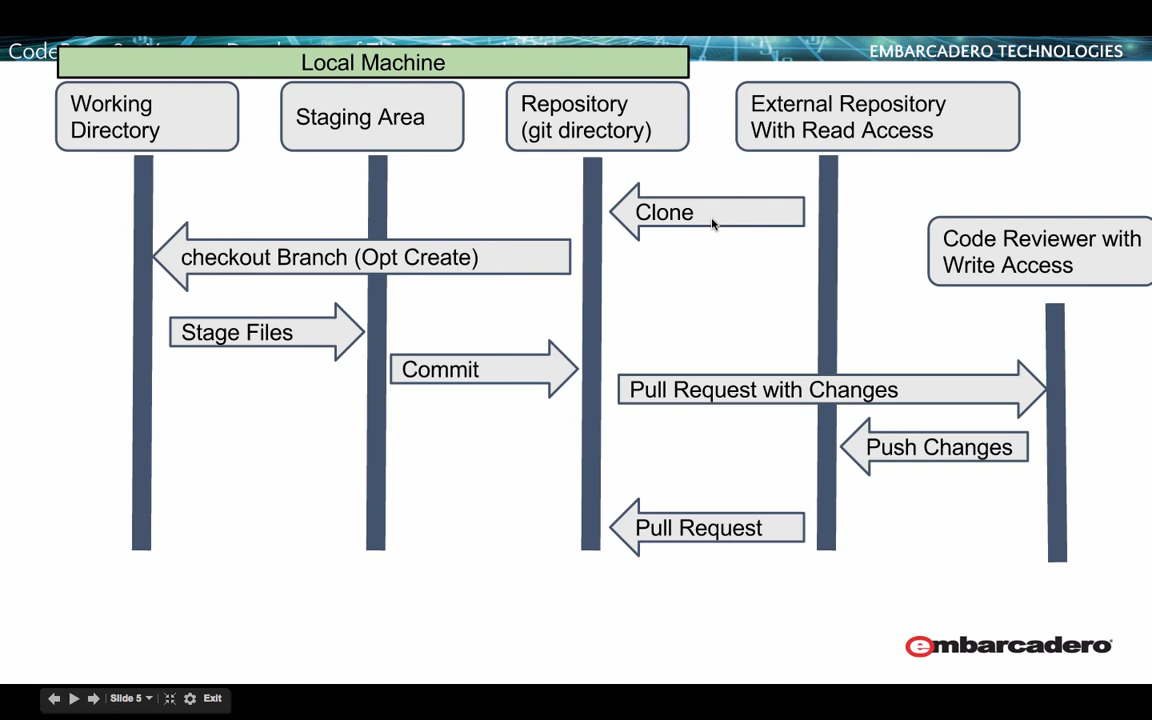 EMBARCADERO TECHNOLOGIES
Local Machine
Working
Directory
Staging Area
Repository
(git directory)
External Repository
With Read Access
Clone
Code Reviewer with
Write Access
checkout Branch (Opt Create)
Stage Files
Commit
Pull Request with Changes
Push Changes
Pull Request
embarcadero
Slide 5
Exit